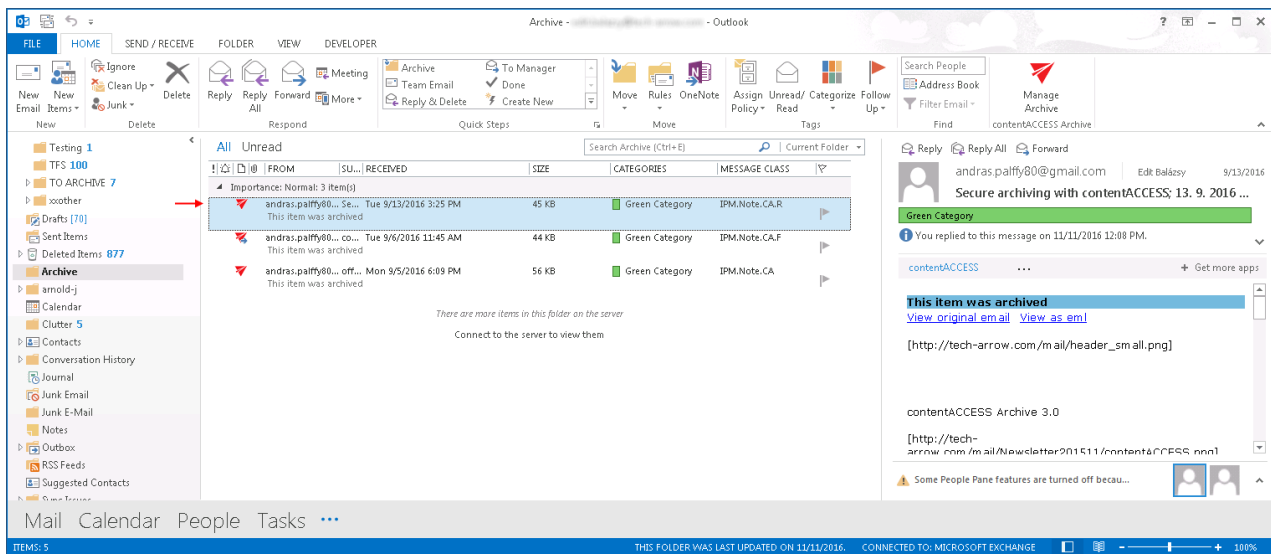 Archive - - Outlook
FILE HOME SEND / RECEIVE FOLDER VIEW DEVELOPER
Ignore
Clean Up
Junk
New Email
New Items
Delete
Reply
Reply All
Forward
Meeting
More
Archive
Team Email
Reply & Delete
To Manager
Done
Create New
Move
Rules
OneNote
Assign Policy
Unread/ Read
Categorize
Follow Up
Search People
Address Book
Filter Email
Manage Archive
New Delete Respond Quick Steps Move Tags Find contentACCESS Archive
Testing 1
TFS 100
TO ARCHIVE 7
xxother
Drafts [70]
Sent Items
Deleted Items 877
Archive
arnold-j
Calendar
Clutter 5
Contacts
Conversation History
Journal
Junk Email
Junk E-Mail
Notes
Outbox
RSS Feeds
Suggested Contacts
Sync Issues
All Unread
Search Archive (Ctrl+E) Current Folder
FROM SU... RECEIVED SIZE CATEGORIES MESSAGE CLASS
Importance: Normal: 3 item(s)
andras.palffy80... Se... Tue 9/13/2016 3:25 PM 45 KB Green Category IPM.Note.CA.R
This item was archived
andras.palffy80... co... Tue 9/6/2016 11:45 AM 44 KB Green Category IPM.Note.CA.F
This item was archived
andras.palffy80... off... Mon 9/5/2016 6:09 PM 56 KB Green Category IPM.Note.CA
This item was archived
There are more items in this folder on the server
Connect to the server to view them
Reply Reply All Forward
andras.palffy80@gmail.com Edit Balázsy 9/13/2016
Secure archiving with contentACCESS; 13. 9. 2016 ...
Green Category
You replied to this message on 11/11/2016 12:08 PM.
contentACCESS ... + Get more apps
This item was archived
View original email View as eml
[http://tech-arrow.com/mail/header_small.png]
contentACCESS Archive 3.0
[http://tech-
arrow.com/mail/Newsletter201511/contentACCESS.png]
Some People Pane features are turned off becau...
Mail Calendar People Tasks ...
ITEMS: 5 THIS FOLDER WAS LAST UPDATED ON 11/11/2016. CONNECTED TO: MICROSOFT EXCHANGE 100%